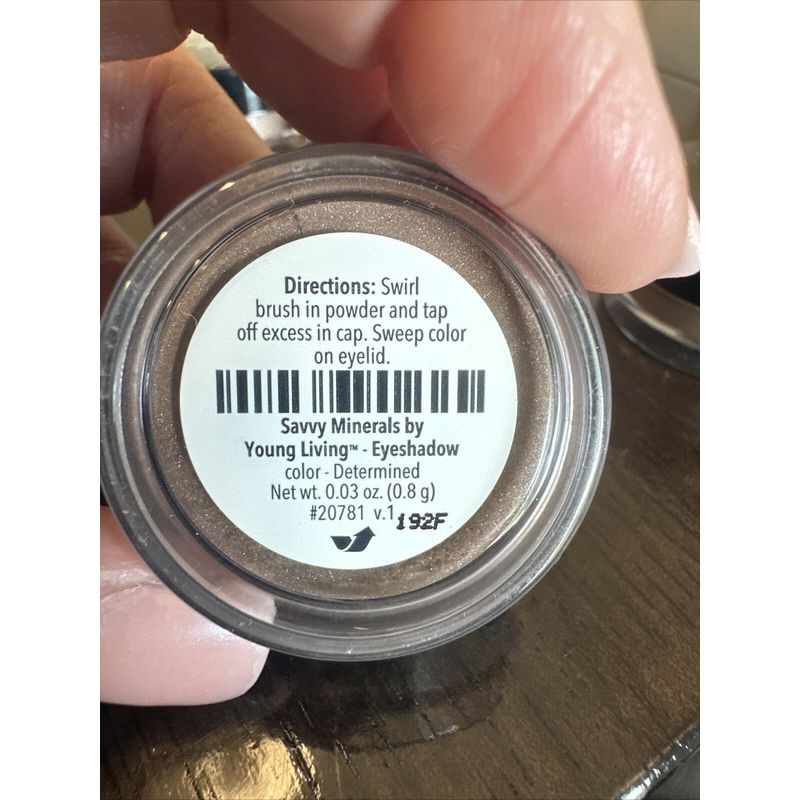 Directions: Swirl
brush in powder and tap
off excess in cap. Sweep color
on eyelid.
Savvy Minerals by
Young Living™ - Eyeshadow
color - Determined
Net wt. 0.03 oz. (0.8 g)
#20781 v.1
192F